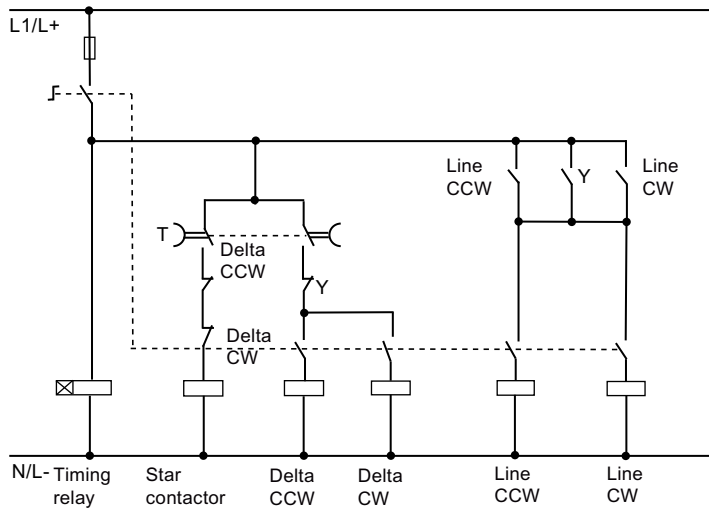 L1/L+
Line
CCW
Y
Line
CW
T
Delta
CCW
Y
Delta
CW
N/L-
Timing
relay
Star
contactor
Delta
CCW
Delta
CW
Line
CCW
Line
CW